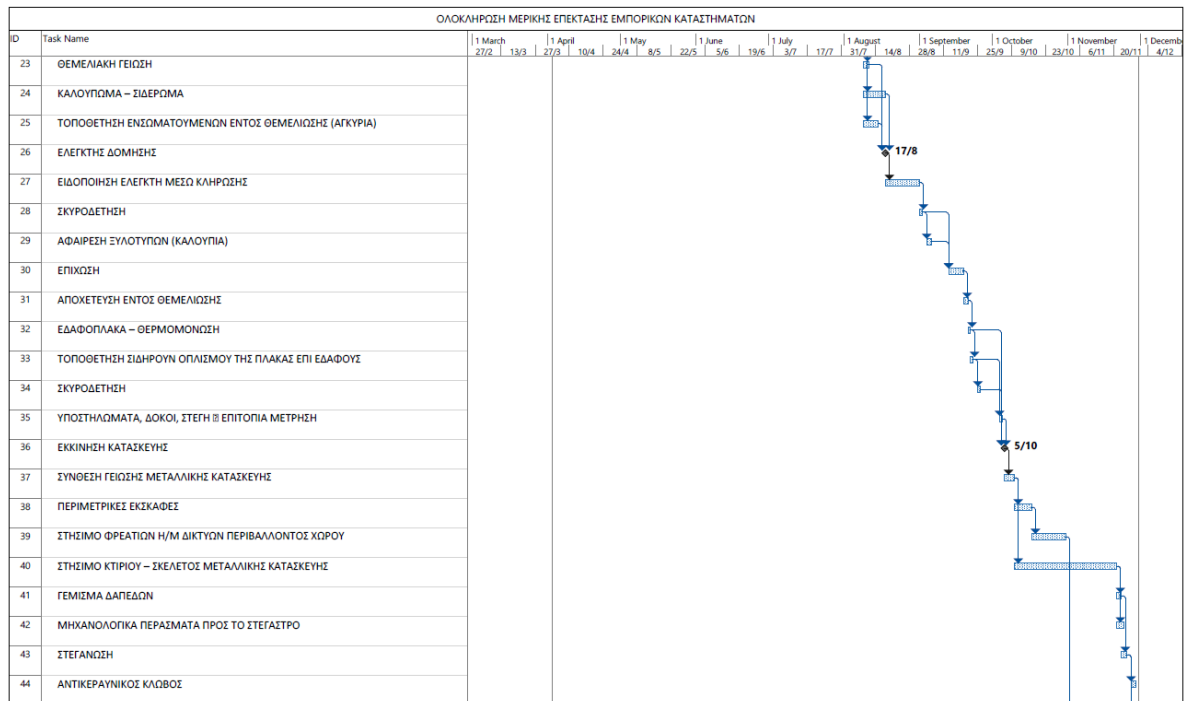 ΟΛΟΚΛΗΡΩΣΗ ΜΕΡΙΚΗΣ ΕΠΕΚΤΑΣΗΣ ΕΜΠΟΡΙΚΩΝ ΚΑΤΑΣΤΗΜΑΤΩΝ
ID Task Name 1 March 1 April 1 May 1 June 1 July 1 August 1 September 1 October 1 November 1 Decemb
27/2 13/3 27/3 10/4 24/4 8/5 22/5 5/6 19/6 3/7 17/7 31/7 14/8 28/8 11/9 25/9 9/10 23/10 6/11 20/11 4/12
23 ΘΕΜΕΛΙΑΚΗ ΓΕΙΩΣΗ
24 ΚΑΛΟΥΠΩΜΑ – ΣΙΔΕΡΩΜΑ
25 ΤΟΠΟΘΕΤΗΣΗ ΕΝΣΩΜΑΤΟΥΜΕΝΩΝ ΕΝΤΟΣ ΘΕΜΕΛΙΩΣΗΣ (ΑΓΚΥΡΙΑ)
26 ΕΛΕΓΚΤΗΣ ΔΟΜΗΣΗΣ 17/8
27 ΕΙΔΟΠΟΙΗΣΗ ΕΛΕΓΚΤΗ ΜΕΣΩ ΚΛΗΡΩΣΗΣ
28 ΣΚΥΡΟΔΕΤΗΣΗ
29 ΑΦΑΙΡΕΣΗ ΞΥΛΟΤΥΠΩΝ (ΚΑΛΟΥΠΙΑ)
30 ΕΠΙΧΩΣΗ
31 ΑΠΟΧΕΤΕΥΣΗ ΕΝΤΟΣ ΘΕΜΕΛΙΩΣΗΣ
32 ΕΔΑΦΟΠΛΑΚΑ – ΘΕΡΜΟΜΟΝΩΣΗ
33 ΤΟΠΟΘΕΤΗΣΗ ΣΙΔΗΡΟΥΝ ΟΠΛΙΣΜΟΥ ΤΗΣ ΠΛΑΚΑΣ ΕΠΙ ΕΔΑΦΟΥΣ
34 ΣΚΥΡΟΔΕΤΗΣΗ
35 ΥΠΟΣΤΗΛΩΜΑΤΑ, ΔΟΚΟΙ, ΣΤΕΓΗ ⍰ ΕΠΙΤΟΠΙΑ ΜΕΤΡΗΣΗ
36 ΕΚΚΙΝΗΣΗ ΚΑΤΑΣΚΕΥΗΣ 5/10
37 ΣΥΝΘΕΣΗ ΓΕΙΩΣΗΣ ΜΕΤΑΛΛΙΚΗΣ ΚΑΤΑΣΚΕΥΗΣ
38 ΠΕΡΙΜΕΤΡΙΚΕΣ ΕΚΣΚΑΦΕΣ
39 ΣΤΗΣΙΜΟ ΦΡΕΑΤΙΩΝ Η/Μ ΔΙΚΤΥΩΝ ΠΕΡΙΒΑΛΛΟΝΤΟΣ ΧΩΡΟΥ
40 ΣΤΗΣΙΜΟ ΚΤΙΡΙΟΥ – ΣΚΕΛΕΤΟΣ ΜΕΤΑΛΛΙΚΗΣ ΚΑΤΑΣΚΕΥΗΣ
41 ΓΕΜΙΣΜΑ ΔΑΠΕΔΩΝ
42 ΜΗΧΑΝΟΛΟΓΙΚΑ ΠΕΡΑΣΜΑΤΑ ΠΡΟΣ ΤΟ ΣΤΕΓΑΣΤΡΟ
43 ΣΤΕΓΑΝΩΣΗ
44 ΑΝΤΙΚΕΡΑΥΝΙΚΟΣ ΚΛΩΒΟΣ